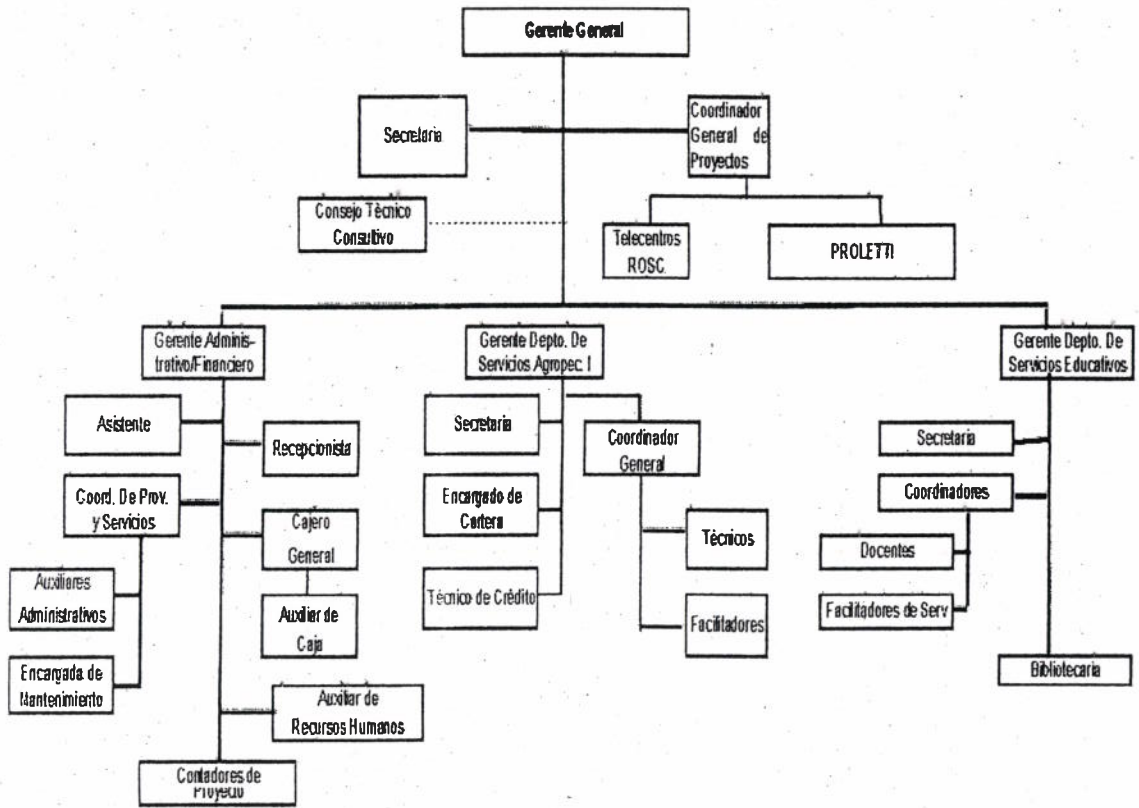 Gerente General
Secretaria
Coordinador
General de
Proyectos
Consejo Tècnico
Consultivo
Telecentros
ROSC.
PROLETTI
Gerente Adminis-
trativo/Financiero
Gerente Depto. De
Servicios Agropec. I
Gerente Depto. De
Servicios Educativos
Asistente
Recepcionista
Secretaria
Coordinador
General
Secretaria
Coord. De Prov.
y Servicios
Cajero
General
Encargado de
Cartera
Técnicos
Coordinadores
Docentes
Auxiliares
Administrativos
Auxiliar de
Caja
Técnico de Crédito
Facilitadores
Facilitadores de Serv
Encargada de
Mantenimiento
Auxiliar de
Recursos Humanos
Bibliotecaria
Contadores de
Proyecto